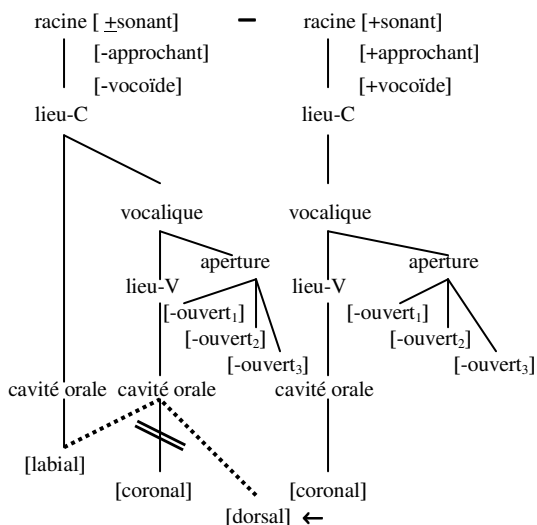 racine [ ±sonant] – racine [+sonant]
[-approchant] [+approchant]
[-vocoïde] [+vocoïde]
lieu-C lieu-C
vocalique vocalique
aperture aperture
lieu-V lieu-V
[-ouvert₁] [-ouvert₁]
[-ouvert₂] [-ouvert₂]
[-ouvert₃] [-ouvert₃]
cavité orale cavité orale cavité orale
[labial]
[coronal] [coronal]
[dorsal] ←